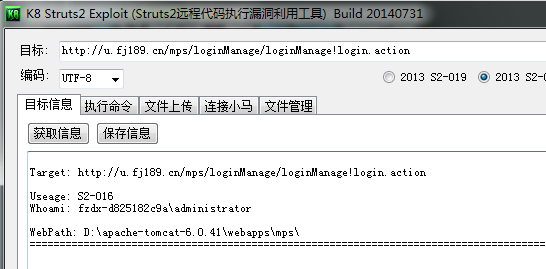 K8 Struts2 Exploit (Struts2远程代码执行漏洞利用工具) Build 20140731
目标: http://u.fj189.cn/mps/loginManage/loginManage!login.action
编码: UTF-8 2013 S2-019 2013 S2-0
目标信息 执行命令 文件上传 连接小马 文件管理
获取信息 保存信息
Target: http://u.fj189.cn/mps/loginManage/loginManage!login.action
Useage: S2-016
Whoami: fzdx-d825182c9a\administrator
WebPath: D:\apache-tomcat-6.0.41\webapps\mps\